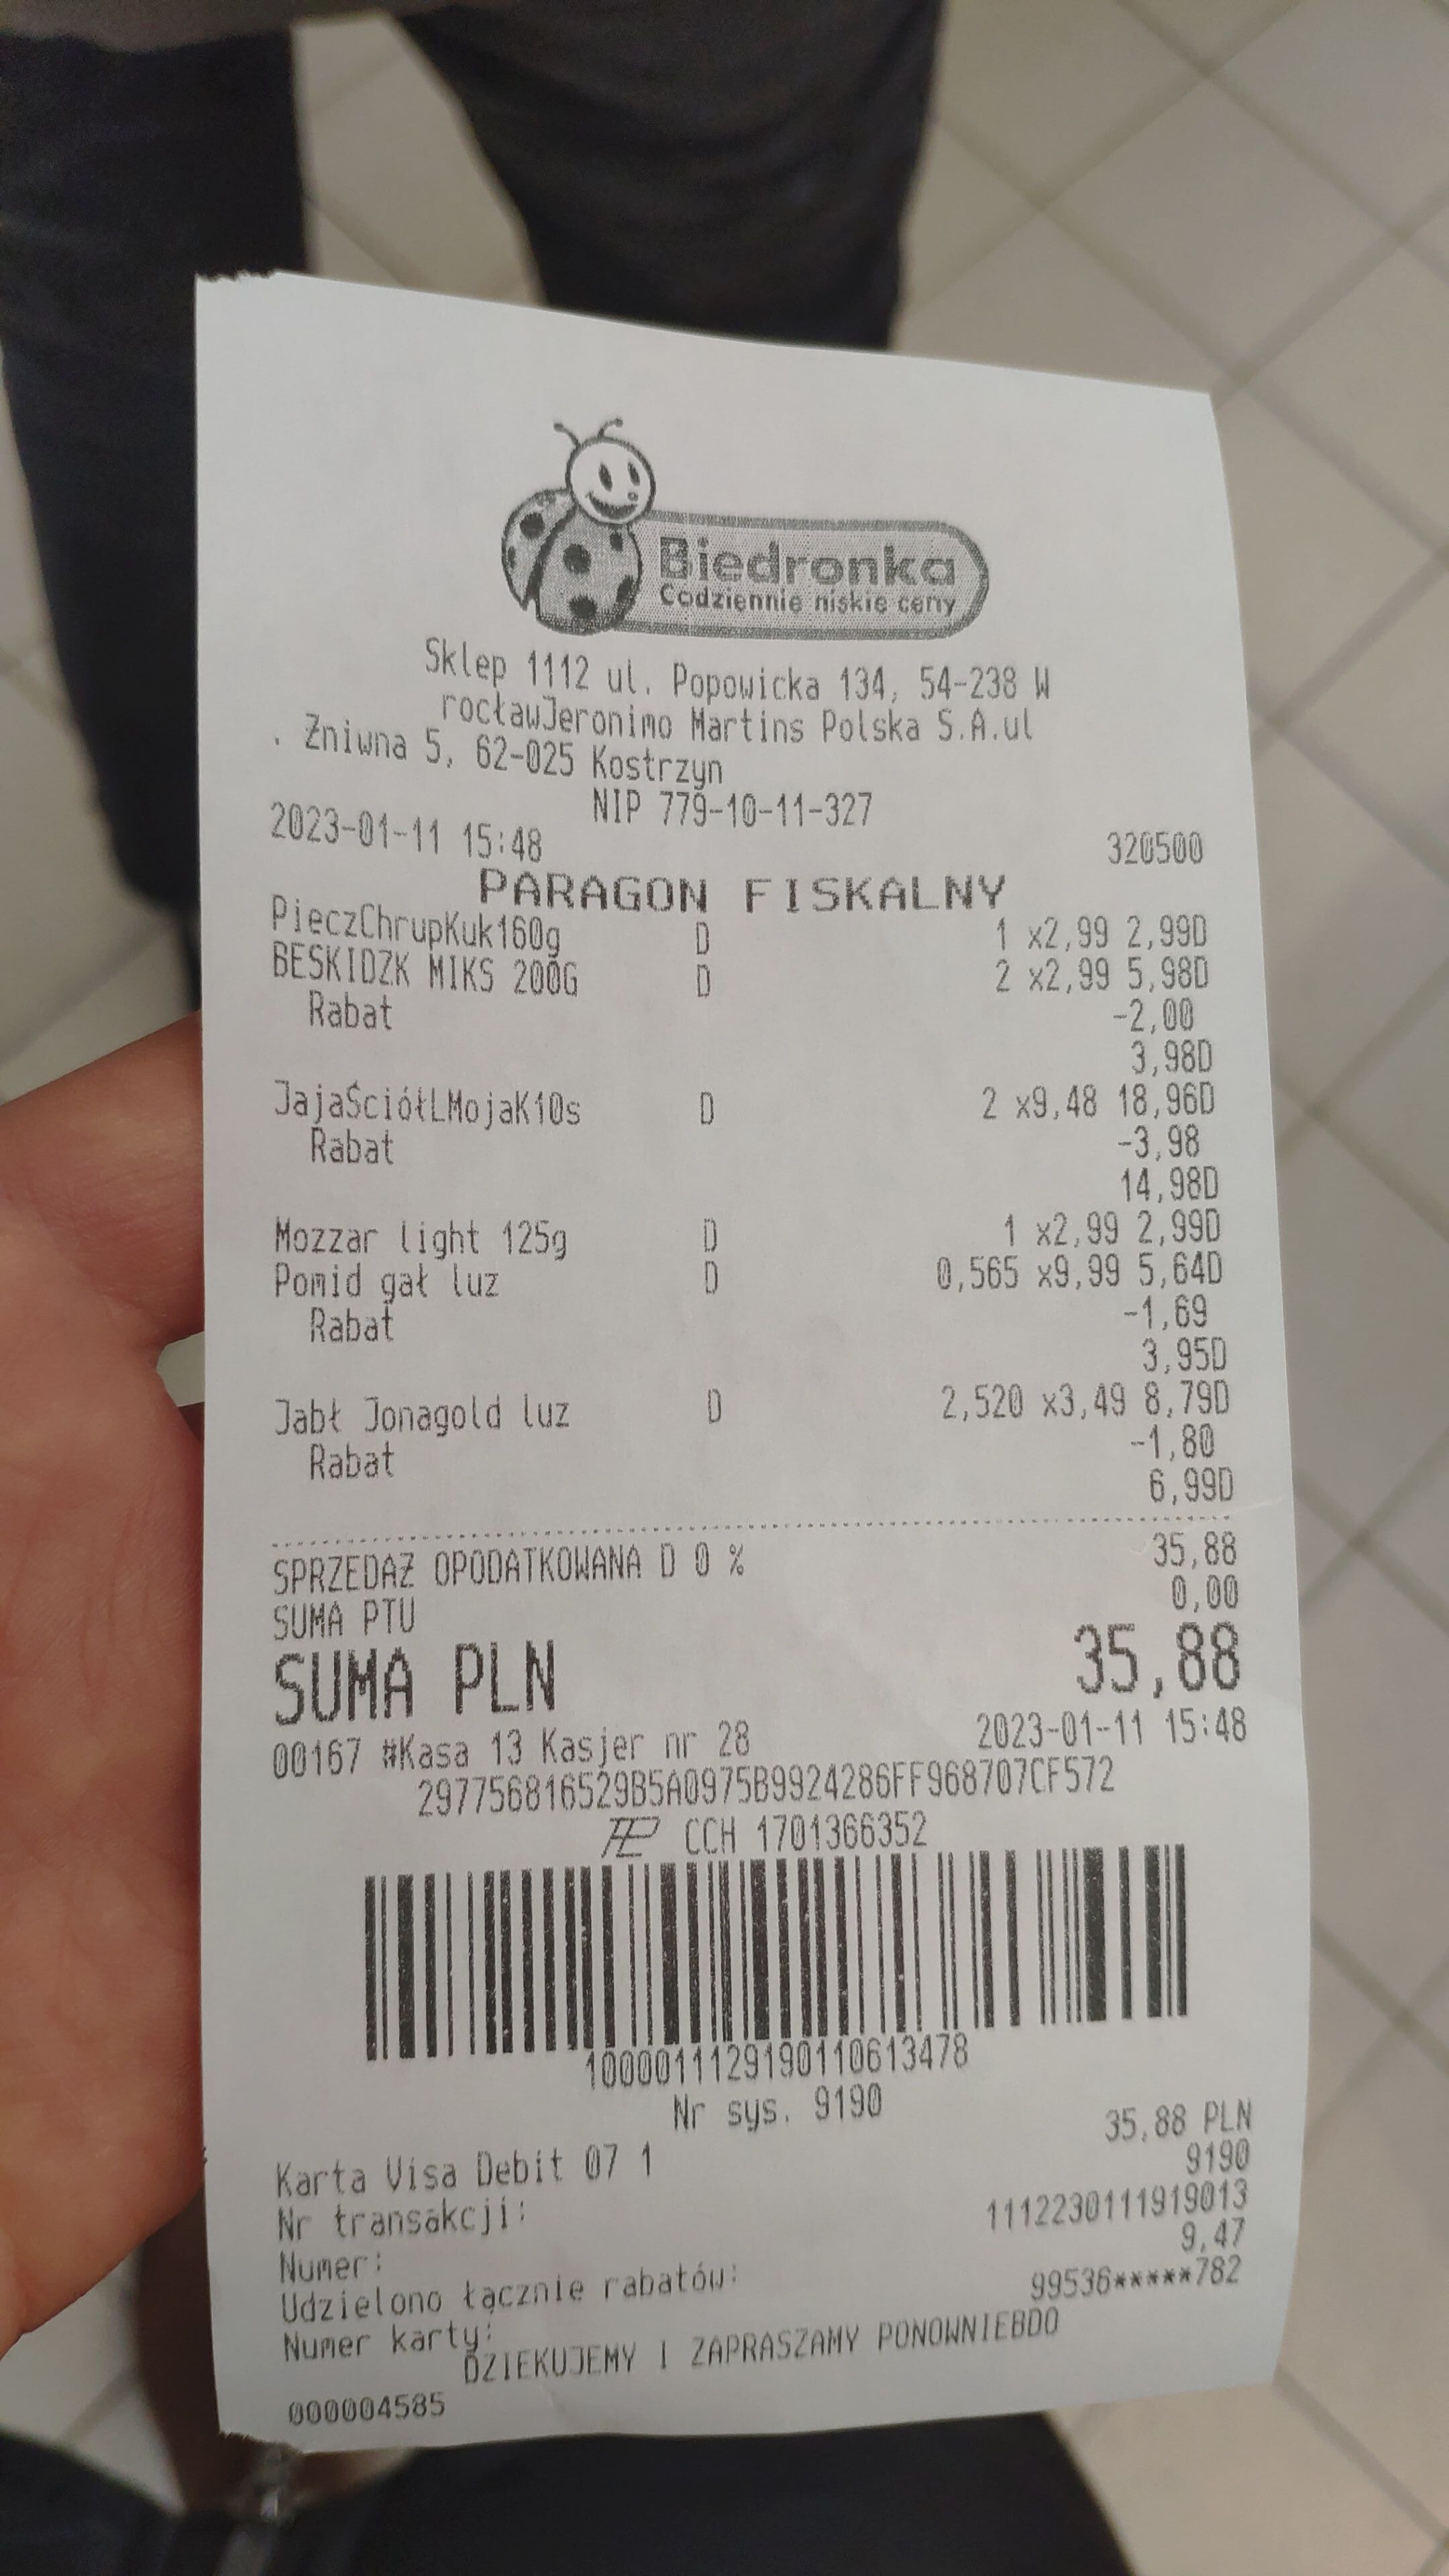 Biedronka
Codziennie niskie ceny
Sklep 1112 ul. Popowicka 134, 54-238 W
rocławJeronimo Martins Polska S.A.ul
. Żniwna 5, 62-025 Kostrzyn
NIP 779-10-11-327
2023-01-11 15:48 320500
PARAGON FISKALNY
PieczChrupKuk160g D 1 x2,99 2,99D
BESKIDZK MIKS 200G D 2 x2,99 5,98D
Rabat -2,00
3,98D
JajaŚciółLMojaK10s D 2 x9,48 18,96D
Rabat -3,98
14,98D
Mozzar light 125g D 1 x2,99 2,99D
Pomid gał luz D 0,565 x9,99 5,64D
Rabat -1,69
3,95D
Jabł Jonagold luz D 2,520 x3,49 8,79D
Rabat -1,80
6,99D
SPRZEDAŻ OPODATKOWANA D 0 % 35,88
SUMA PTU 0,00
SUMA PLN 35,88
00167 #Kasa 13 Kasjer nr 28 2023-01-11 15:48
297756816529B5A0975B9924286FF968707CF572
CCH 1701366352
1000011129190110613478
Nr sys. 9190
Karta Visa Debit 07 1 35,88 PLN
Nr transakcji: 9190
Numer: 1112230111919013
Udzielono łącznie rabatów: 9,47
Numer karty: 99536*****782
DZIEKUJEMY I ZAPRASZAMY PONOWNIEBDO
000004585